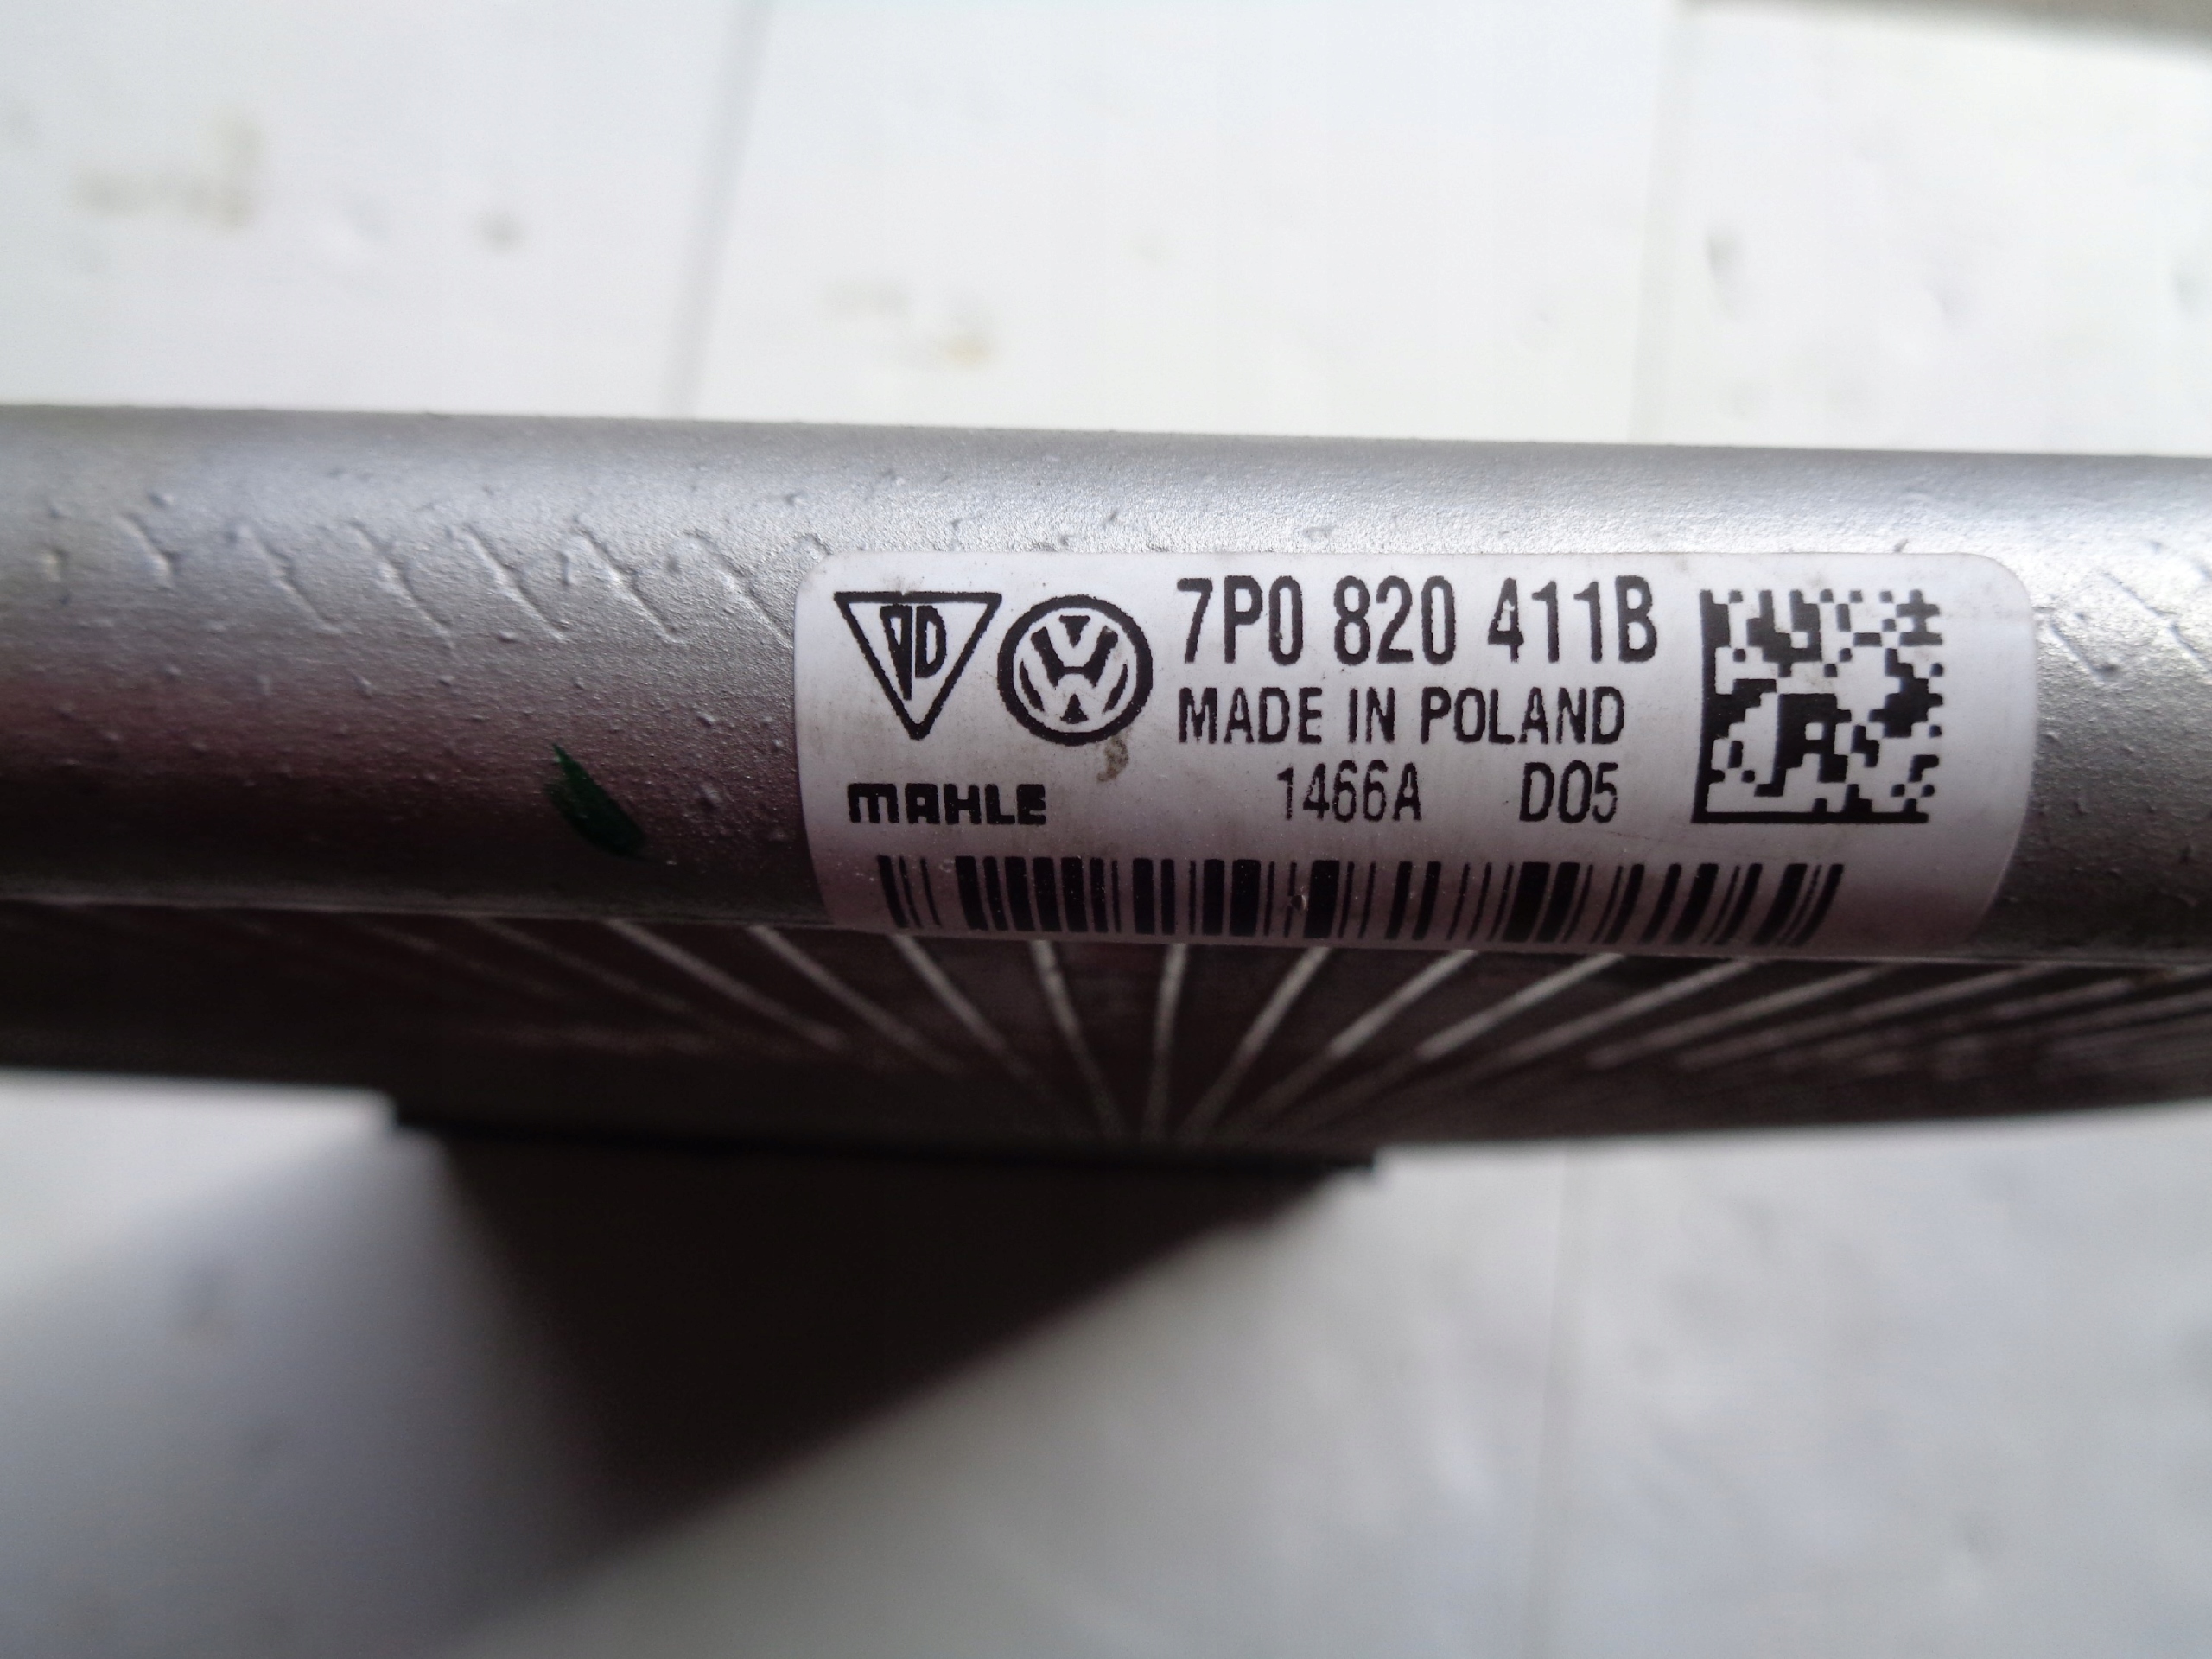 7P0 820 411B
MADE IN POLAND
MAHLE 1466A D05